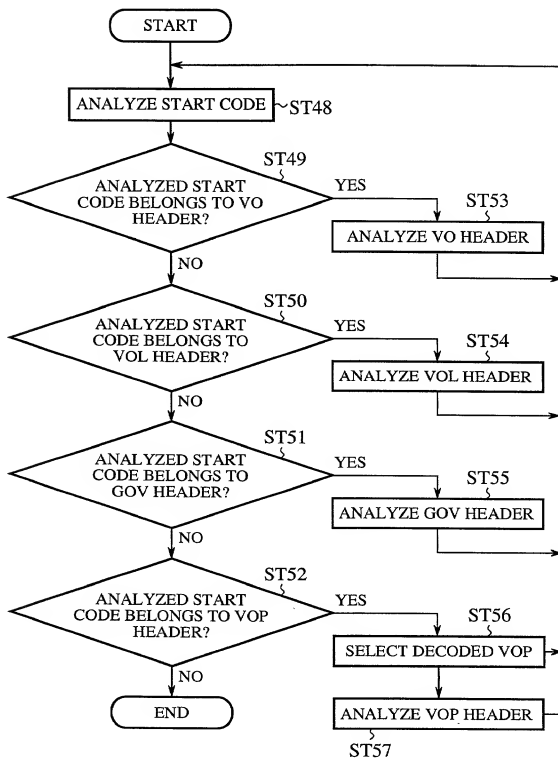 START
ANALYZE START CODE
ST48
ST49
ANALYZED START
CODE BELONGS TO VO
HEADER?
YES
ST53
ANALYZE VO HEADER
NO
ST50
ANALYZED START
CODE BELONGS TO
VOL HEADER?
YES
ST54
ANALYZE VOL HEADER
NO
ST51
ANALYZED START
CODE BELONGS TO
GOV HEADER?
YES
ST55
ANALYZE GOV HEADER
NO
ST52
ANALYZED START
CODE BELONGS TO VOP
HEADER?
YES
ST56
SELECT DECODED VOP
NO
END
ANALYZE VOP HEADER
ST57